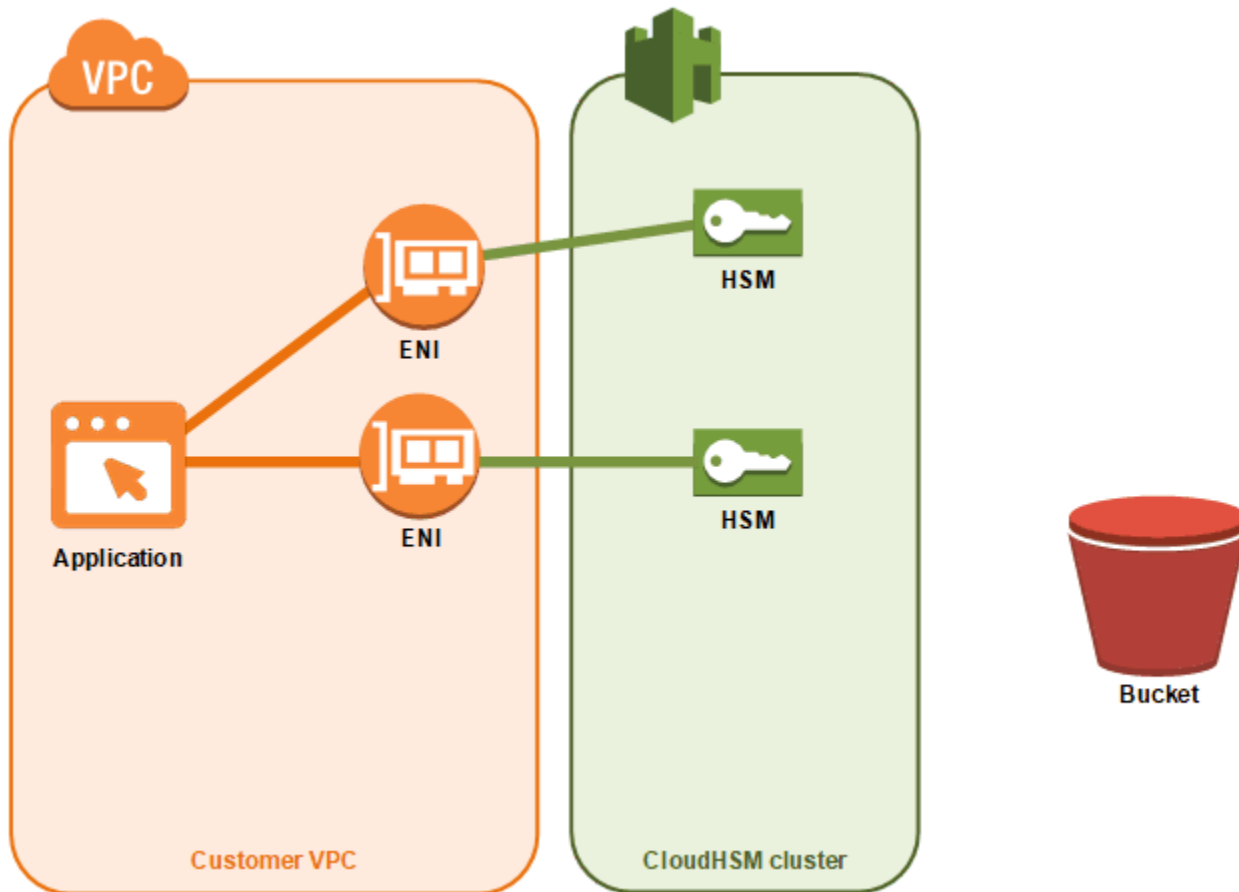 VPC
HSM
ENI
HSM
ENI
Application
Bucket
Customer VPC
CloudHSM cluster